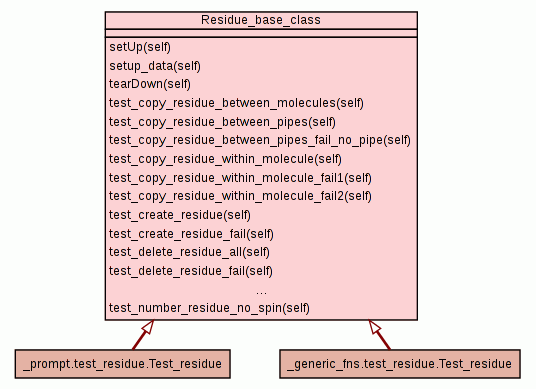 Residue_base_class
setUp(self)
setup_data(self)
tearDown(self)
test_copy_residue_between_molecules(self)
test_copy_residue_between_pipes(self)
test_copy_residue_between_pipes_fail_no_pipe(self)
test_copy_residue_within_molecule(self)
test_copy_residue_within_molecule_fail1(self)
test_copy_residue_within_molecule_fail2(self)
test_create_residue(self)
test_create_residue_fail(self)
test_delete_residue_all(self)
test_delete_residue_fail(self)
...
test_number_residue_no_spin(self)
_prompt.test_residue.Test_residue
_generic_fns.test_residue.Test_residue